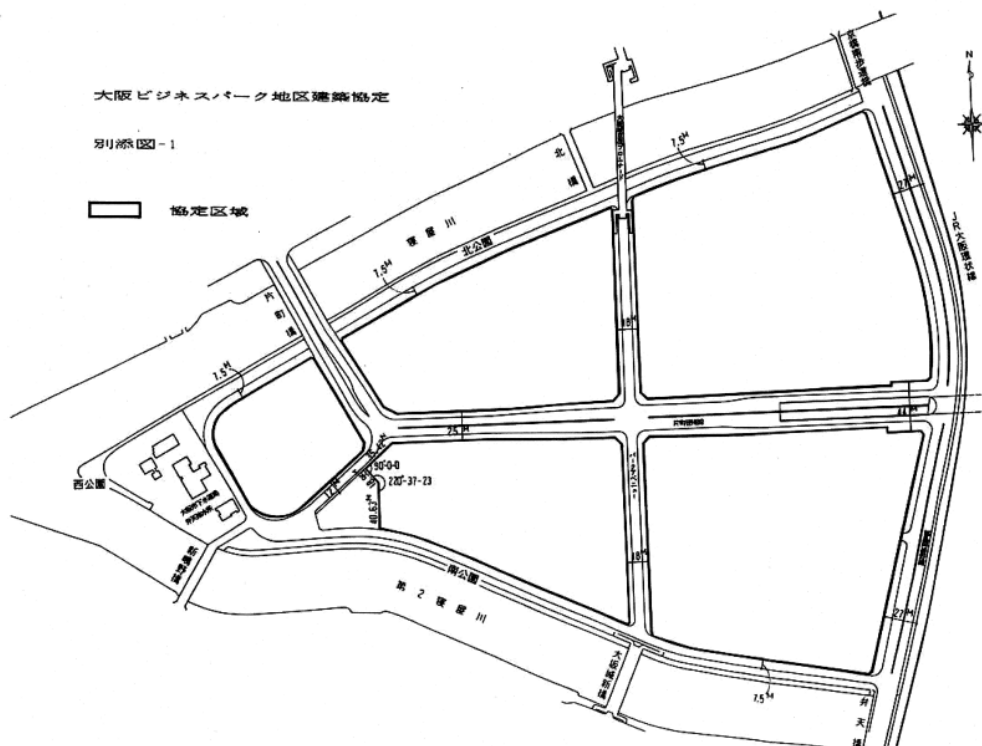 大阪ビジネスパーク地区建築協定
別添図-1
協定区域
N
北橋
7.5M
27M
JR大阪環状線
寝屋川
北公園
7.5M
片町橋
18M
7.5M
25M
44M
90°-0-0
220°-37-23
12M
40.63M
西公園
18M
南公園
第2寝屋川
27M
大阪城新橋
7.5M
弁天橋